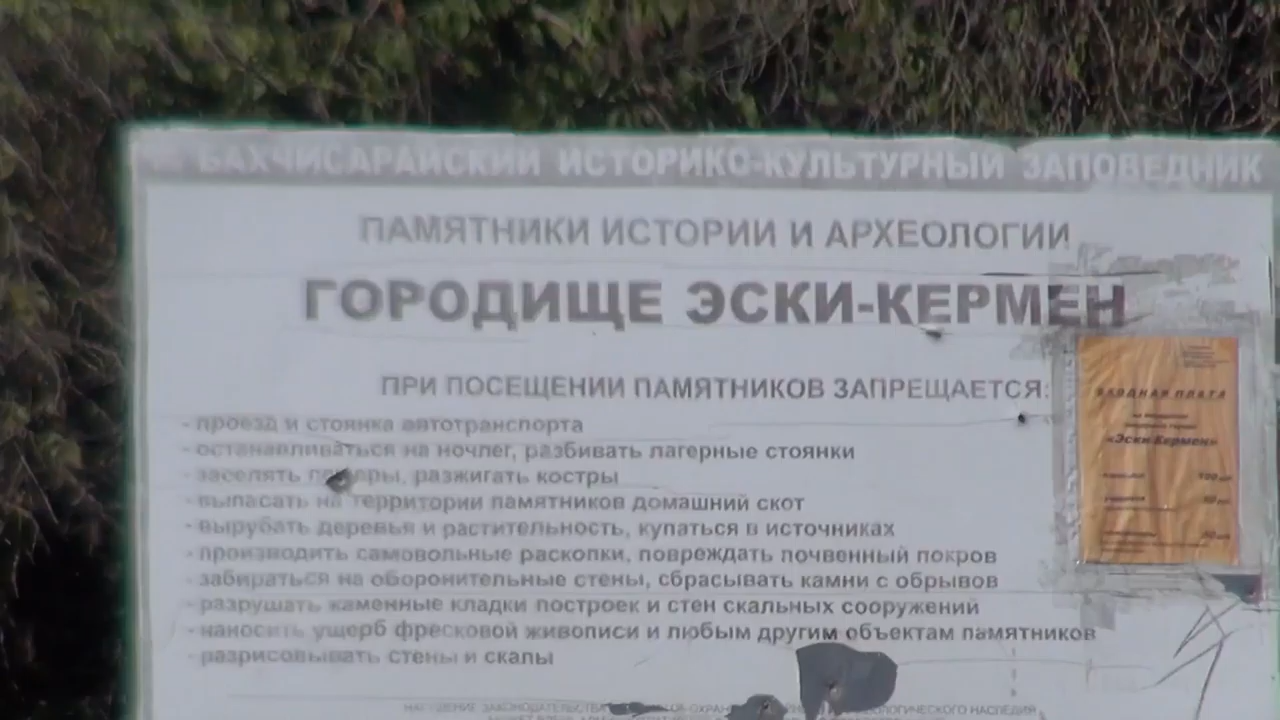 БАХЧИСАРАЙСКИЙ ИСТОРИКО-КУЛЬТУРНЫЙ ЗАПОВЕДНИК
ПАМЯТНИКИ ИСТОРИИ И АРХЕОЛОГИИ
ГОРОДИЩЕ ЭСКИ-КЕРМЕН
ПРИ ПОСЕЩЕНИИ ПАМЯТНИКОВ ЗАПРЕЩАЕТСЯ:
- проезд и стоянка автотранспорта
- останавливаться на ночлег, разбивать лагерные стоянки
- заселять разжигать костры
- выпасать на территории памятников домашний скот
- вырубать деревья и растительность, купаться в источниках
- производить самовольные раскопки, повреждать почвенный покров
- забираться на оборонительные стены, сбрасывать камни с обрывов
- разрушать каменные кладки построек и стен скальных сооружений
- наносить ущерб фресковой живописи и любым другим объектам памятников
- разрисовывать стены и скалы
НАРУШЕНИЕ ЗАКОНОДАТЕЛЬСТВА НАСЛЕДИЯ
ВХОДНАЯ ПЛАТА
«Эски-Кермен»